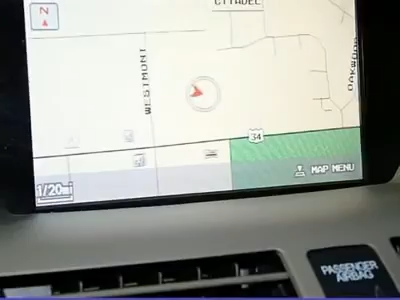 CITADEL
N
WESTMONT
OAKWOOD
34
1/20mi
MAP MENU
PASSENGER
AIRBAG